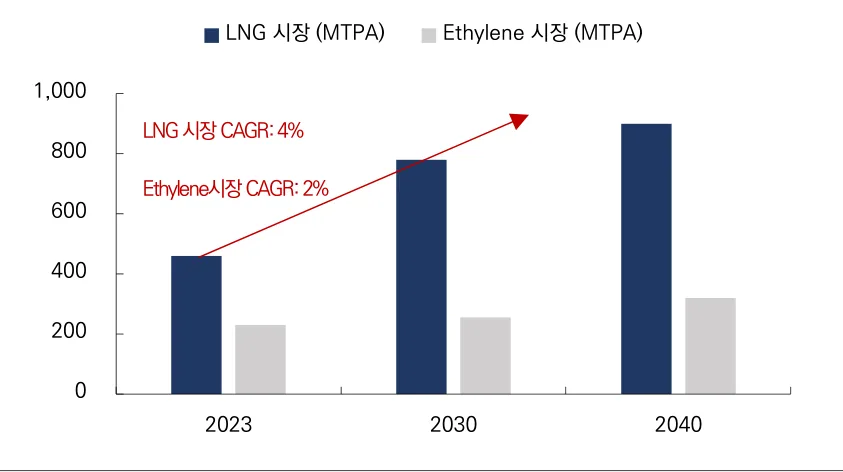 LNG 시장 (MTPA) Ethylene 시장 (MTPA)
1,000
LNG 시장 CAGR: 4%
800
Ethylene시장 CAGR: 2%
600
400
200
0
2023 2030 2040